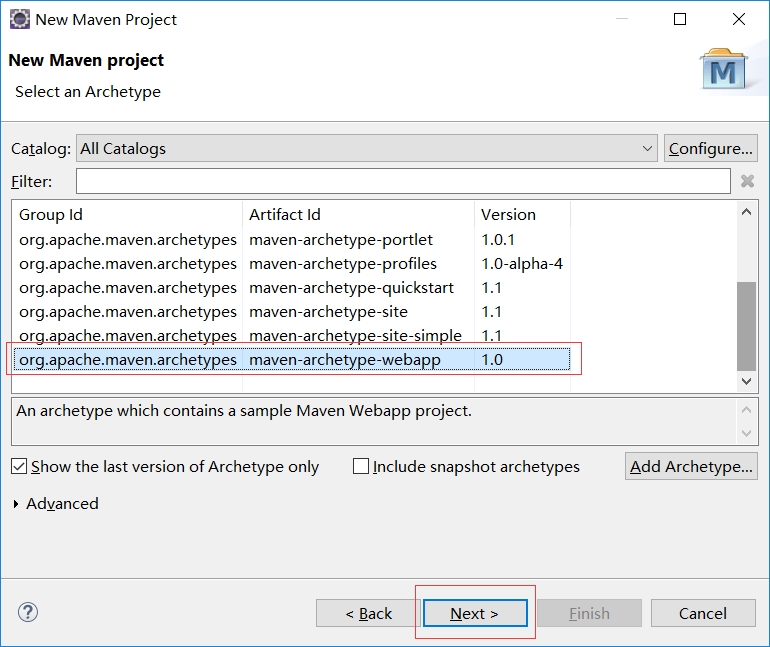 New Maven Project
New Maven project
Select an Archetype
M
Catalog: All Catalogs Configure...
Filter:
Group Id Artifact Id Version
org.apache.maven.archetypes maven-archetype-portlet 1.0.1
org.apache.maven.archetypes maven-archetype-profiles 1.0-alpha-4
org.apache.maven.archetypes maven-archetype-quickstart 1.1
org.apache.maven.archetypes maven-archetype-site 1.1
org.apache.maven.archetypes maven-archetype-site-simple 1.1
org.apache.maven.archetypes maven-archetype-webapp 1.0
An archetype which contains a sample Maven Webapp project.
Show the last version of Archetype only Include snapshot archetypes Add Archetype...
Advanced
? < Back Next > Finish Cancel